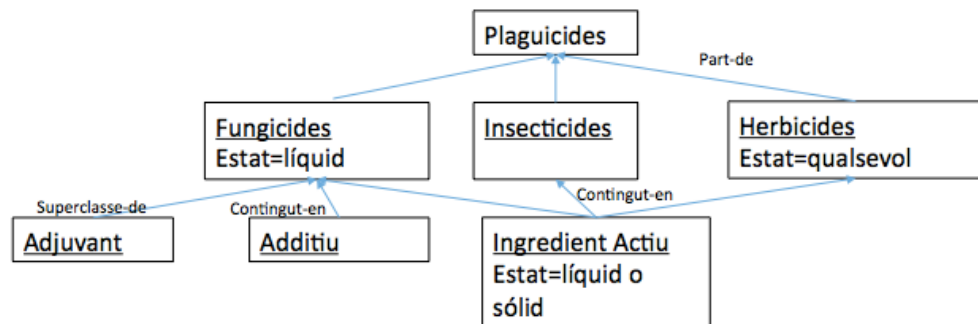 Plaguicides
Part-de
Fungicides
Estat=líquid
Insecticides
Herbicides
Estat=qualsevol
Superclasse-de
Contingut-en
Contingut-en
Adjuvant
Additiu
Ingredient Actiu
Estat=líquid o
sólid